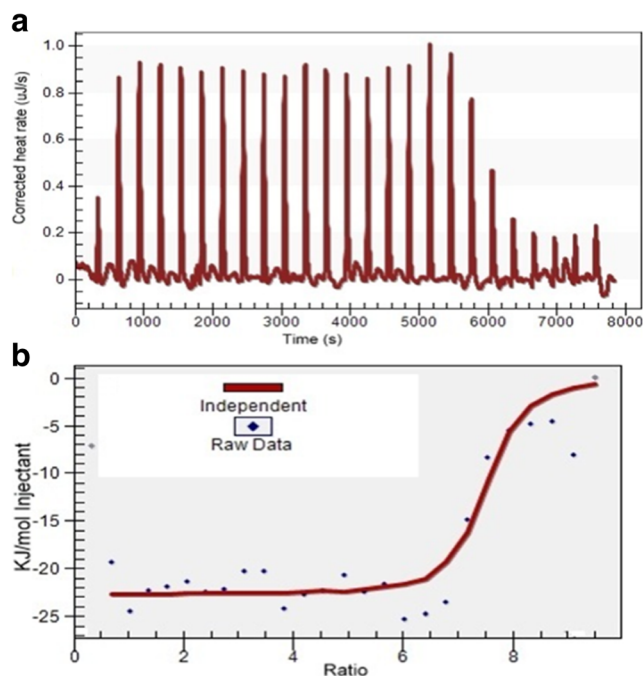 a
1.0
0.8
0.6
0.4
0.2
0
Corrected heat rate (uJ/s)
0 1000 2000 3000 4000 5000 6000 7000 8000
Time (s)
b
0
-5
-10
-15
-20
-25
KJ/mol Injectant
Independent
Raw Data
0 2 4 6 8
Ratio